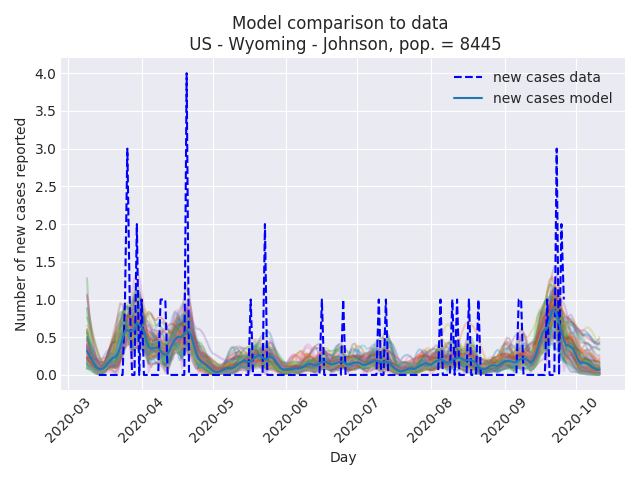 Model comparison to data
US - Wyoming - Johnson, pop. = 8445
new cases data
new cases model
Number of new cases reported
4.0
3.5
3.0
2.5
2.0
1.5
1.0
0.5
0.0
2020-03
2020-04
2020-05
2020-06
2020-07
2020-08
2020-09
2020-10
Day